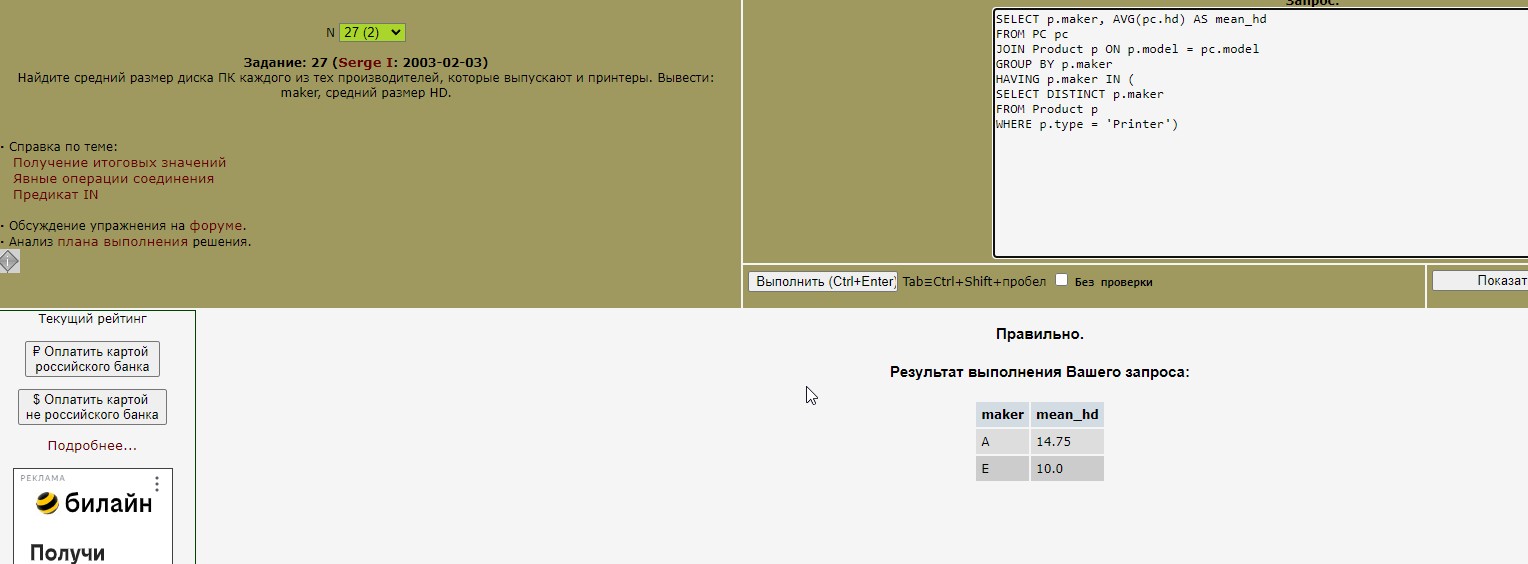 N 27 (2)
Задание: 27 (Serge I: 2003-02-03)
Найдите средний размер диска ПК каждого из тех производителей, которые выпускают и принтеры. Вывести:
maker, средний размер HD.
· Справка по теме:
Получение итоговых значений
Явные операции соединения
Предикат IN
· Обсуждение упражнения на форуме.
· Анализ плана выполнения решения.
Запрос:
SELECT p.maker, AVG(pc.hd) AS mean_hd
FROM PC pc
JOIN Product p ON p.model = pc.model
GROUP BY p.maker
HAVING p.maker IN (
SELECT DISTINCT p.maker
FROM Product p
WHERE p.type = 'Printer')
Выполнить (Ctrl+Enter) Tab≡Ctrl+Shift+пробел Без проверки
Показат
Текущий рейтинг
₽ Оплатить картой
российского банка
$ Оплатить картой
не российского банка
Подробнее...
РЕКЛАМА
билайн
Получи
Правильно.
Результат выполнения Вашего запроса:
maker mean_hd
A 14.75
E 10.0